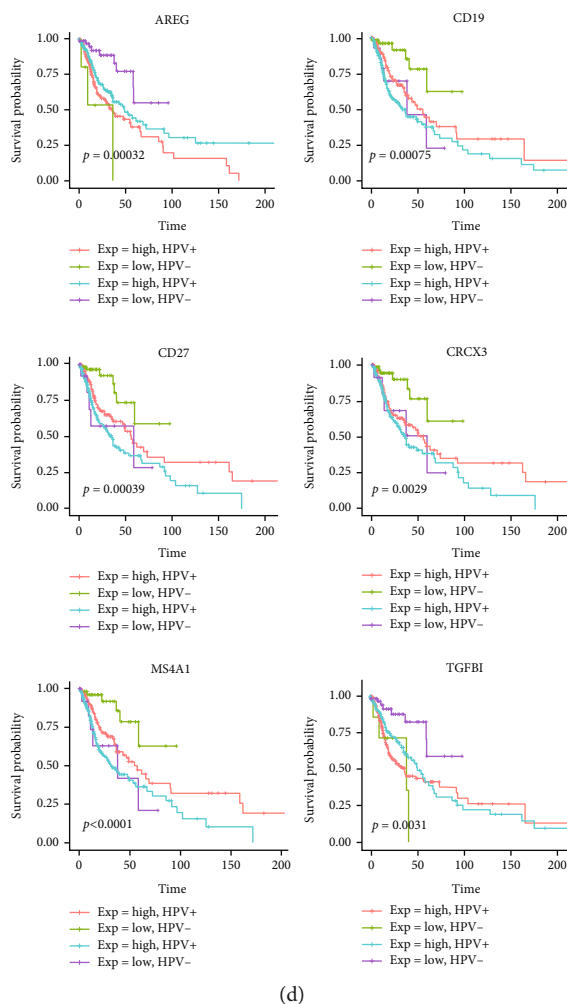 AREG
Survival probability
1.00
0.75
0.50
0.25
0.00
p = 0.00032
0 50 100 150 200
Time
Exp = high, HPV+
Exp = low, HPV−
Exp = high, HPV+
Exp = low, HPV−
CD19
Survival probability
1.00
0.75
0.50
0.25
0.00
p = 0.00075
0 50 100 150 200
Time
Exp = high, HPV+
Exp = low, HPV−
Exp = high, HPV+
Exp = low, HPV−
CD27
Survival probability
1.00
0.75
0.50
0.25
0.00
p = 0.00039
0 50 100 150 200
Time
Exp = high, HPV+
Exp = low, HPV−
Exp = high, HPV+
Exp = low, HPV−
CRCX3
Survival probability
1.00
0.75
0.50
0.25
0.00
p = 0.0029
0 50 100 150 200
Time
Exp = high, HPV+
Exp = low, HPV−
Exp = high, HPV+
Exp = low, HPV−
MS4A1
Survival probability
1.00
0.75
0.50
0.25
0.00
p<0.0001
0 50 100 150 200
Time
Exp = high, HPV+
Exp = low, HPV−
Exp = high, HPV+
Exp = low, HPV−
TGFBI
Survival probability
1.00
0.75
0.50
0.25
0.00
p = 0.0031
0 50 100 150 200
Time
Exp = high, HPV+
Exp = low, HPV−
Exp = high, HPV+
Exp = low, HPV−
(d)